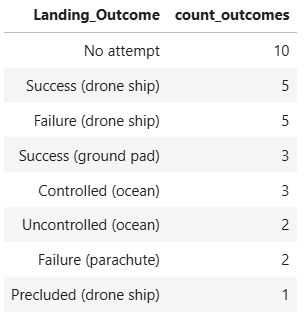 Landing_Outcome count_outcomes
No attempt 10
Success (drone ship) 5
Failure (drone ship) 5
Success (ground pad) 3
Controlled (ocean) 3
Uncontrolled (ocean) 2
Failure (parachute) 2
Precluded (drone ship) 1